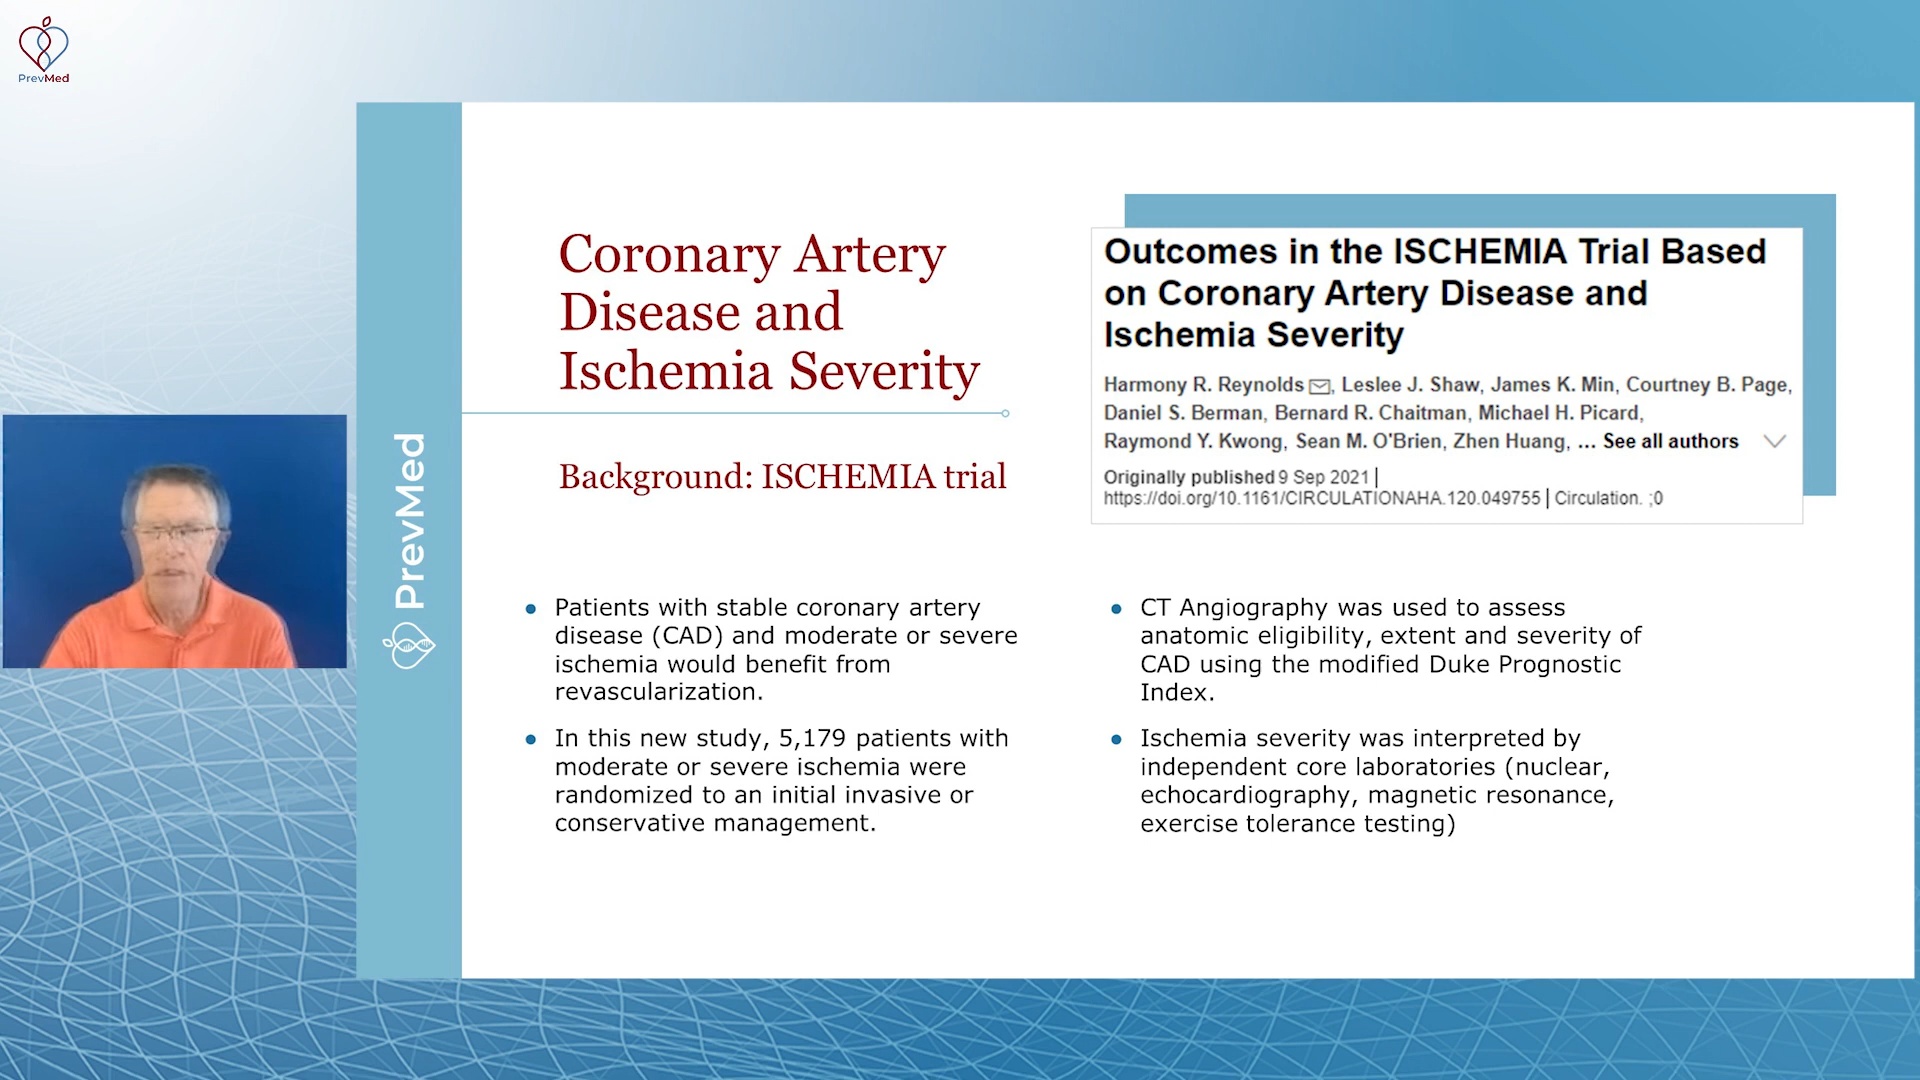 PrevMed
PrevMed
Coronary Artery
Disease and
Ischemia Severity
Background: ISCHEMIA trial
Outcomes in the ISCHEMIA Trial Based
on Coronary Artery Disease and
Ischemia Severity
Harmony R. Reynolds, Leslee J. Shaw, James K. Min, Courtney B. Page,
Daniel S. Berman, Bernard R. Chaitman, Michael H. Picard,
Raymond Y. Kwong, Sean M. O'Brien, Zhen Huang, ... See all authors
Originally published 9 Sep 2021 |
https://doi.org/10.1161/CIRCULATIONAHA.120.049755 | Circulation. ;0
• Patients with stable coronary artery
disease (CAD) and moderate or severe
ischemia would benefit from
revascularization.
• In this new study, 5,179 patients with
moderate or severe ischemia were
randomized to an initial invasive or
conservative management.
• CT Angiography was used to assess
anatomic eligibility, extent and severity of
CAD using the modified Duke Prognostic
Index.
• Ischemia severity was interpreted by
independent core laboratories (nuclear,
echocardiography, magnetic resonance,
exercise tolerance testing)